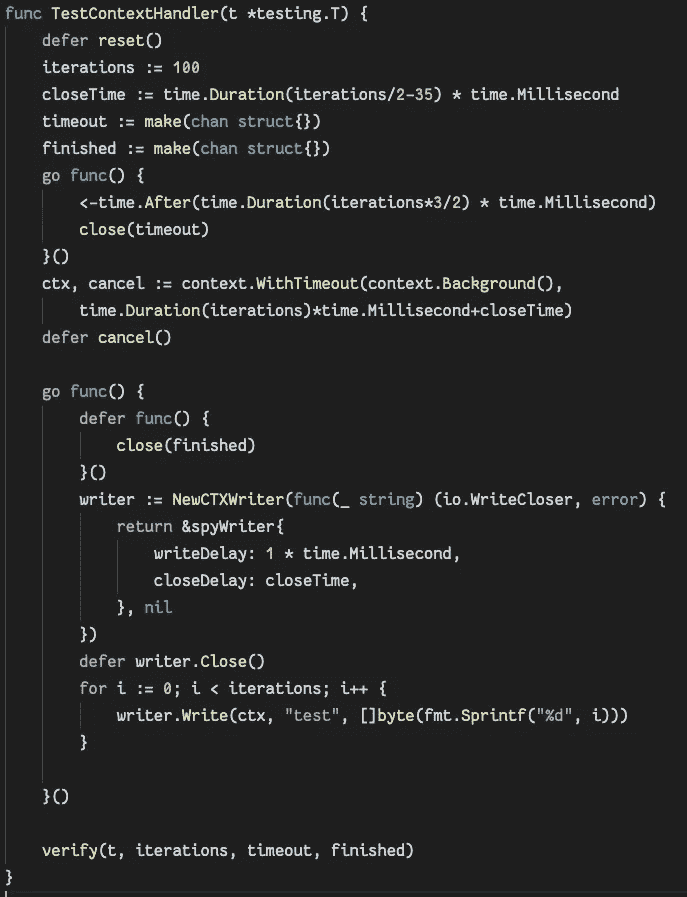 func TestContextHandler(t *testing.T) {
    defer reset()
    iterations := 100
    closeTime := time.Duration(iterations/2-35) * time.Millisecond
    timeout := make(chan struct{})
    finished := make(chan struct{})
    go func() {
        <-time.After(time.Duration(iterations*3/2) * time.Millisecond)
        close(timeout)
    }()
    ctx, cancel := context.WithTimeout(context.Background(),
        time.Duration(iterations)*time.Millisecond+closeTime)
    defer cancel()

    go func() {
        defer func() {
            close(finished)
        }()
        writer := NewCTXWriter(func(_ string) (io.WriteCloser, error) {
            return &spyWriter{
                writeDelay: 1 * time.Millisecond,
                closeDelay: closeTime,
            }, nil
        })
        defer writer.Close()
        for i := 0; i < iterations; i++ {
            writer.Write(ctx, "test", []byte(fmt.Sprintf("%d", i)))
        }

    }()

    verify(t, iterations, timeout, finished)
}